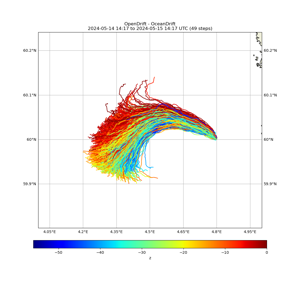 OpenDrift - OceanDrift
2024-05-14 14:17 to 2024-05-15 14:17 UTC (49 steps)
60.2°N 60.2°N
60.1°N 60.1°N
60°N 60°N
59.9°N 59.9°N
4.05°E 4.2°E 4.35°E 4.5°E 4.65°E 4.8°E 4.95°E
−50 −40 −30 −20 −10 0
z